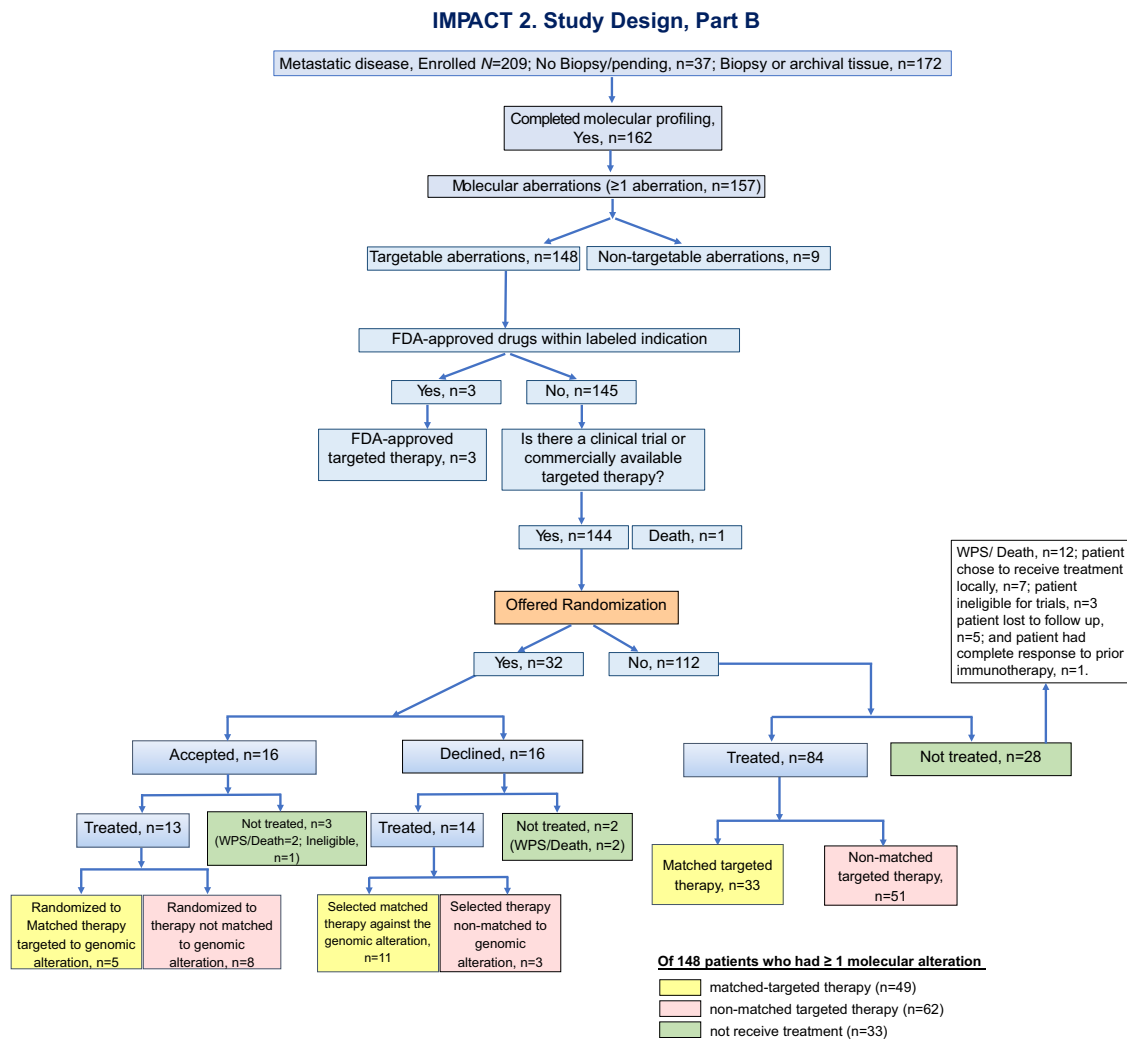 IMPACT 2. Study Design, Part B
Metastatic disease, Enrolled N=209; No Biopsy/pending, n=37; Biopsy or archival tissue, n=172
Completed molecular profiling,
Yes, n=162
Molecular aberrations (≥1 aberration, n=157)
Targetable aberrations, n=148
Non-targetable aberrations, n=9
FDA-approved drugs within labeled indication
Yes, n=3
No, n=145
FDA-approved
targeted therapy, n=3
Is there a clinical trial or
commercially available
targeted therapy?
Yes, n=144
Death, n=1
WPS/ Death, n=12; patient
chose to receive treatment
locally, n=7; patient
ineligible for trials, n=3
patient lost to follow up,
n=5; and patient had
complete response to prior
immunotherapy, n=1.
Offered Randomization
Yes, n=32
No, n=112
Accepted, n=16
Declined, n=16
Treated, n=84
Not treated, n=28
Treated, n=13
Not treated, n=3
(WPS/Death=2; Ineligible,
n=1)
Treated, n=14
Not treated, n=2
(WPS/Death, n=2)
Matched targeted
therapy, n=33
Non-matched
targeted therapy,
n=51
Randomized to
Matched therapy
targeted to genomic
alteration, n=5
Randomized to
therapy not matched
to genomic
alteration, n=8
Selected matched
therapy against the
genomic alteration,
n=11
Selected therapy
non-matched to
genomic
alteration, n=3
Of 148 patients who had ≥ 1 molecular alteration
matched-targeted therapy (n=49)
non-matched targeted therapy (n=62)
not receive treatment (n=33)